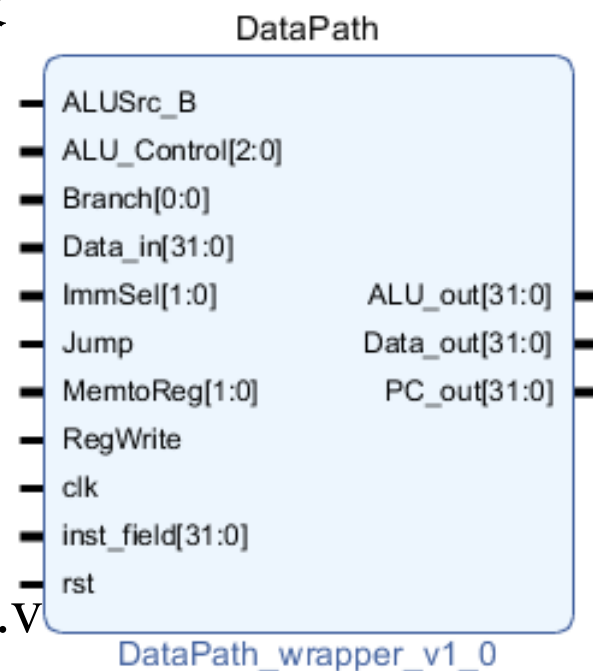 DataPath
ALUSrc_B
ALU_Control[2:0]
Branch[0:0]
Data_in[31:0]
ImmSel[1:0] ALU_out[31:0]
Jump Data_out[31:0]
MemtoReg[1:0] PC_out[31:0]
RegWrite
clk
inst_field[31:0]
rst
.v
DataPath_wrapper_v1_0